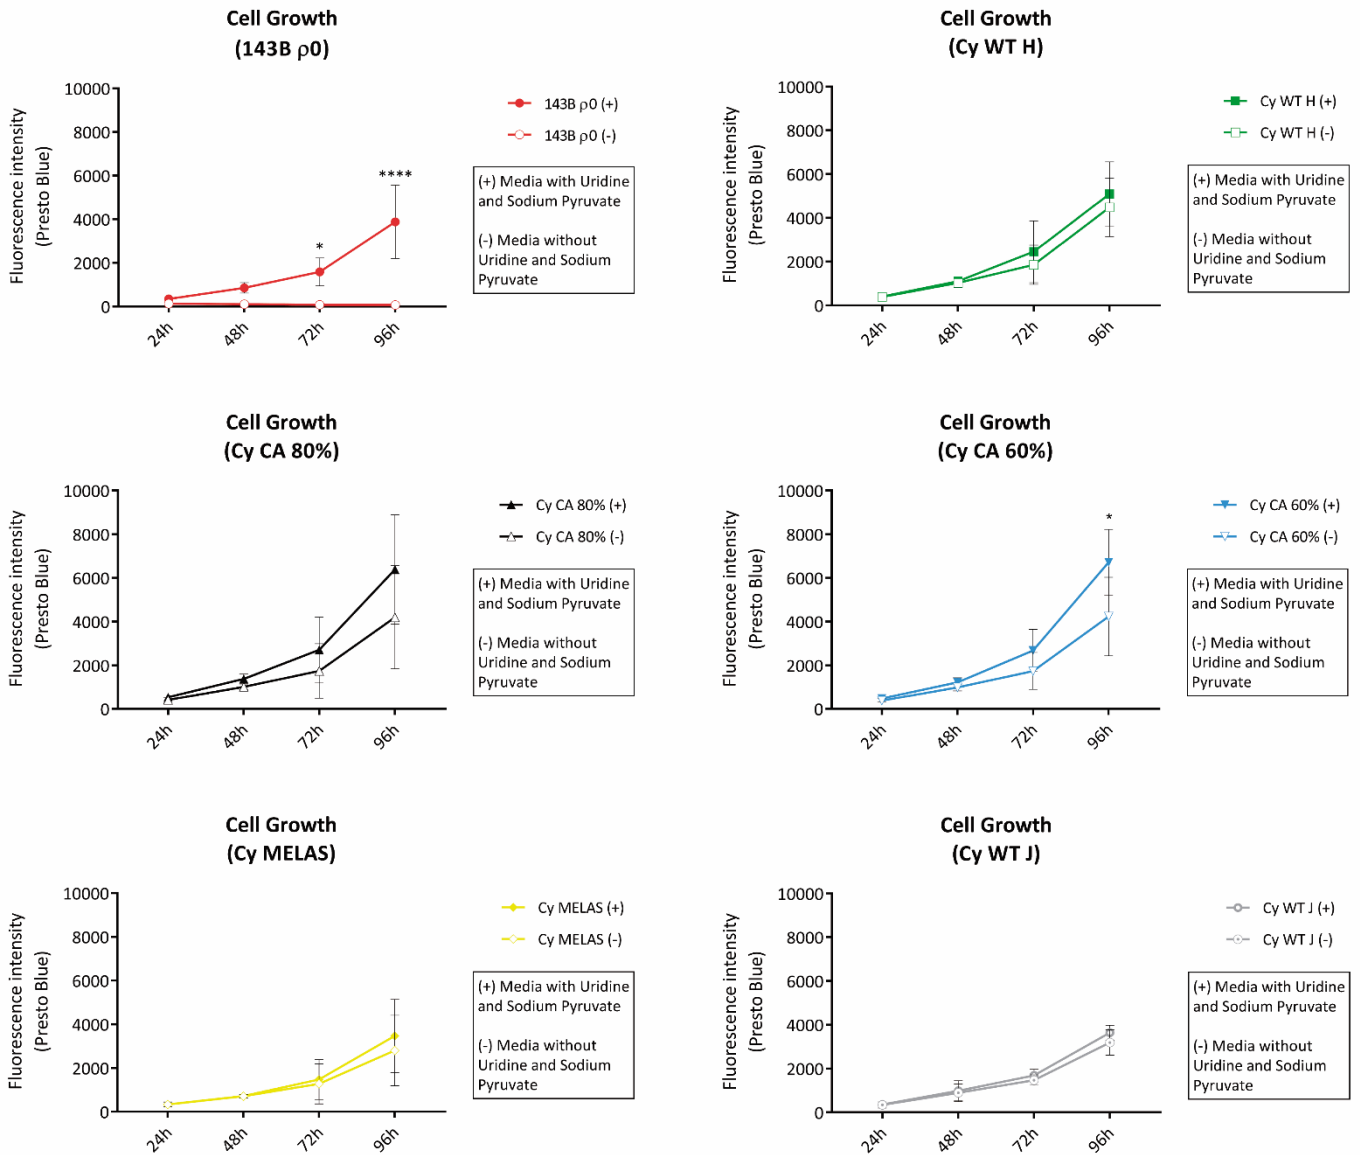 Cell Growth
(143B ρ0)
Fluorescence intensity
(Presto Blue)
10000
8000
6000
4000
2000
0
24h
48h
72h
96h
*
****
143B ρ0 (+)
143B ρ0 (-)
(+) Media with Uridine
and Sodium Pyruvate
(-) Media without
Uridine and Sodium
Pyruvate
Cell Growth
(Cy WT H)
Fluorescence intensity
(Presto Blue)
10000
8000
6000
4000
2000
0
24h
48h
72h
96h
Cy WT H (+)
Cy WT H (-)
(+) Media with Uridine
and Sodium Pyruvate
(-) Media without
Uridine and Sodium
Pyruvate
Cell Growth
(Cy CA 80%)
Fluorescence intensity
(Presto Blue)
10000
8000
6000
4000
2000
0
24h
48h
72h
96h
Cy CA 80% (+)
Cy CA 80% (-)
(+) Media with Uridine
and Sodium Pyruvate
(-) Media without
Uridine and Sodium
Pyruvate
Cell Growth
(Cy CA 60%)
Fluorescence intensity
(Presto Blue)
10000
8000
6000
4000
2000
0
24h
48h
72h
96h
*
Cy CA 60% (+)
Cy CA 60% (-)
(+) Media with Uridine
and Sodium Pyruvate
(-) Media without
Uridine and Sodium
Pyruvate
Cell Growth
(Cy MELAS)
Fluorescence intensity
(Presto Blue)
10000
8000
6000
4000
2000
0
24h
48h
72h
96h
Cy MELAS (+)
Cy MELAS (-)
(+) Media with Uridine
and Sodium Pyruvate
(-) Media without
Uridine and Sodium
Pyruvate
Cell Growth
(Cy WT J)
Fluorescence intensity
(Presto Blue)
10000
8000
6000
4000
2000
0
24h
48h
72h
96h
Cy WT J (+)
Cy WT J (-)
(+) Media with Uridine
and Sodium Pyruvate
(-) Media without
Uridine and Sodium
Pyruvate